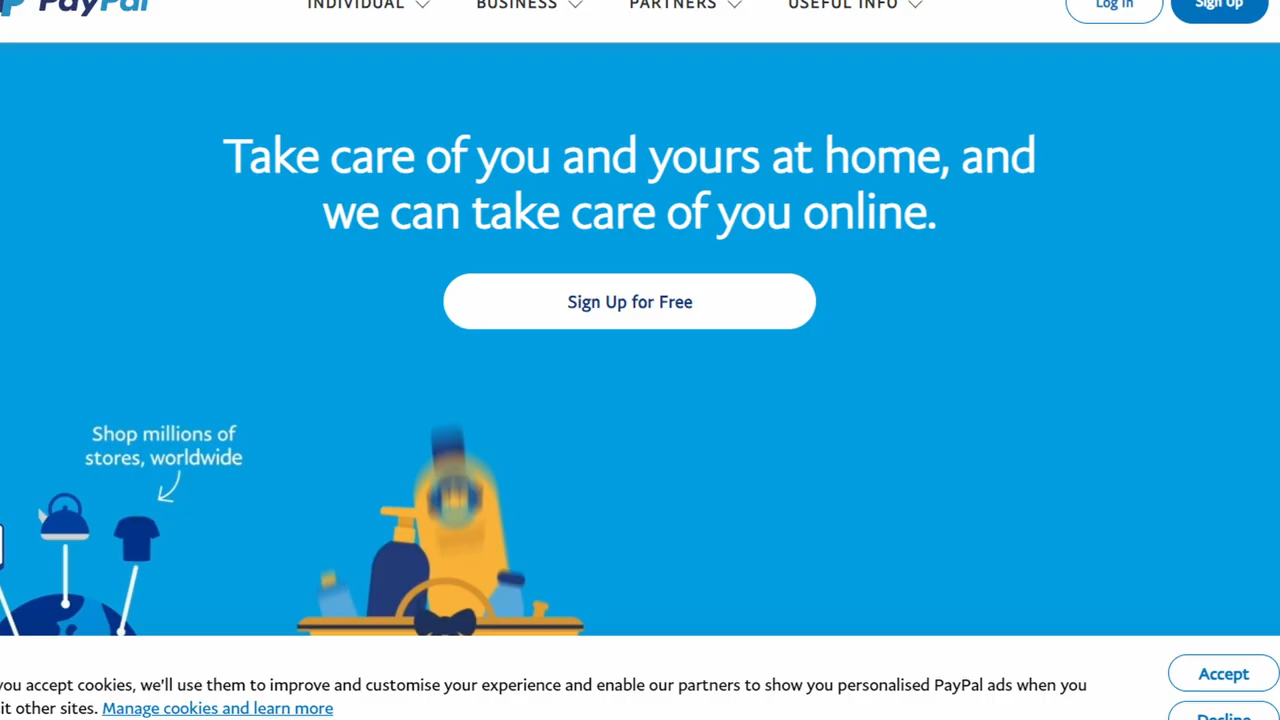 PayPal
INDIVIDUAL
BUSINESS
PARTNERS
USEFUL INFO
Log In
Sign Up
Take care of you and yours at home, and
we can take care of you online.
Sign Up for Free
Shop millions of
stores, worldwide
you accept cookies, we'll use them to improve and customise your experience and enable our partners to show you personalised PayPal ads when you
it other sites. Manage cookies and learn more
Accept
Decline